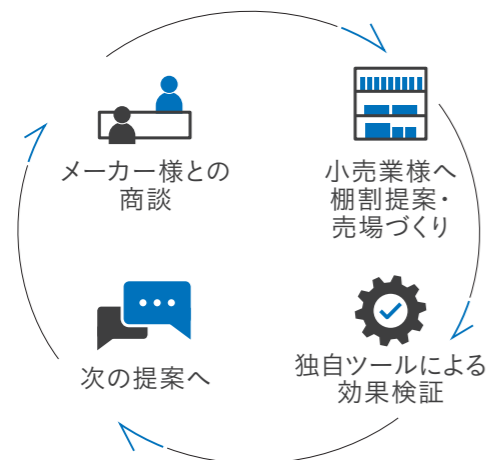 メーカー様との
商談
小売業様へ
棚割提案・
売場づくり
独自ツールによる
効果検証
次の提案へ